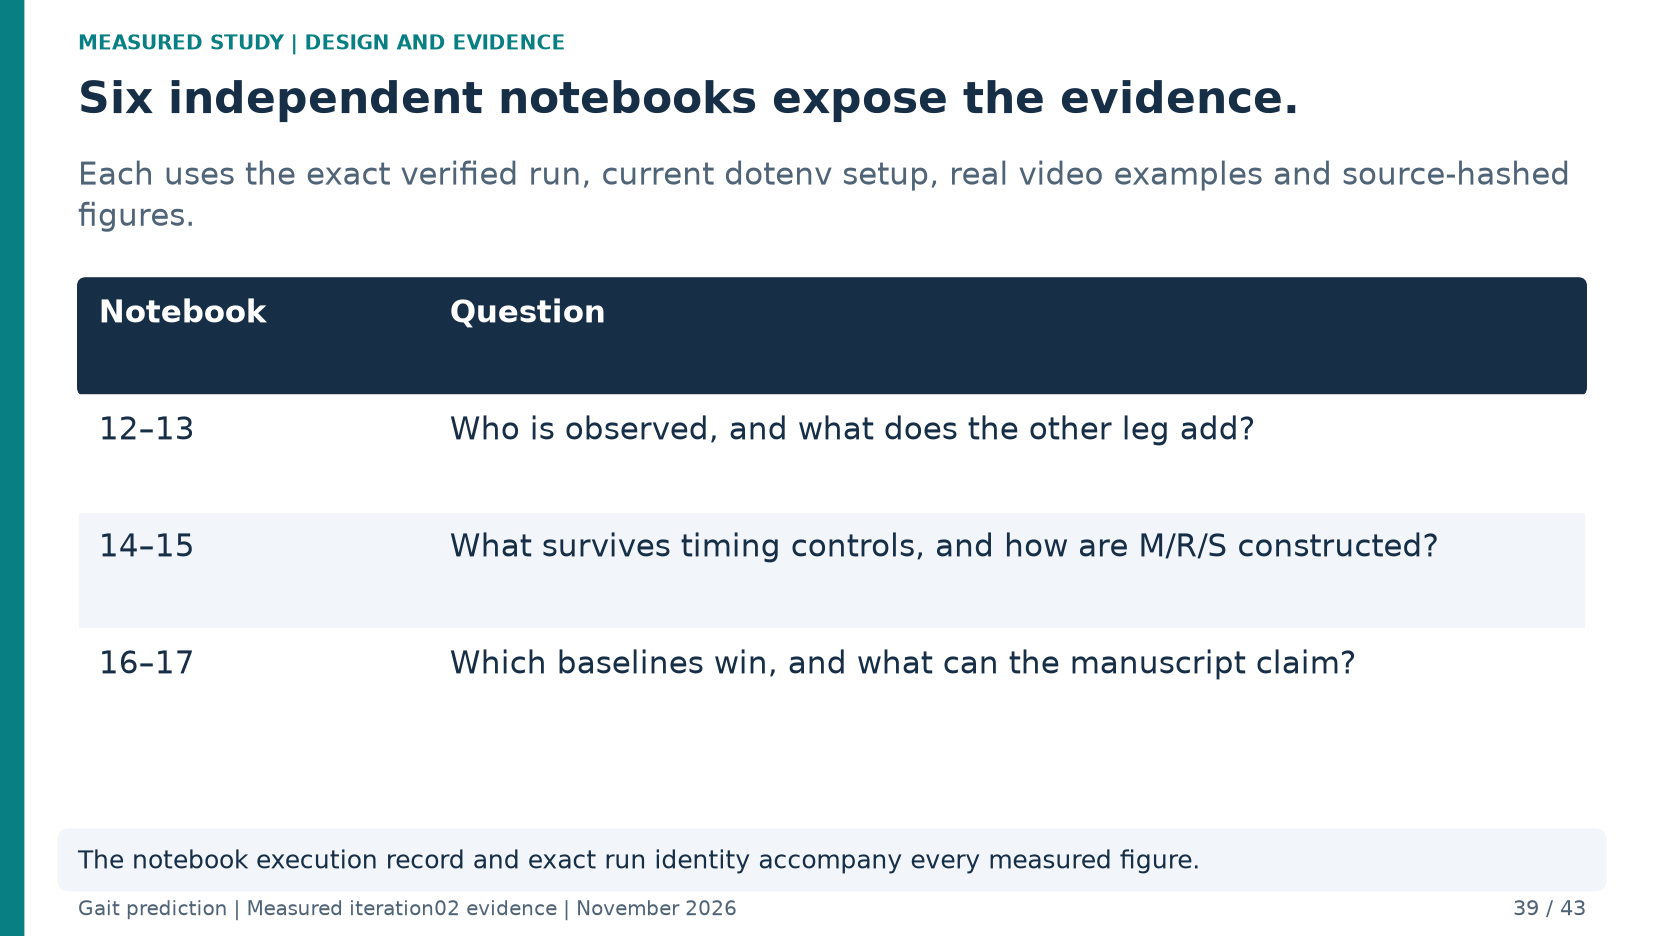 MEASURED STUDY | DESIGN AND EVIDENCE
Six independent notebooks expose the evidence.
Each uses the exact verified run, current dotenv setup, real video examples and source-hashed
figures.
Notebook Question
12–13 Who is observed, and what does the other leg add?
14–15 What survives timing controls, and how are M/R/S constructed?
16–17 Which baselines win, and what can the manuscript claim?
The notebook execution record and exact run identity accompany every measured figure.
Gait prediction | Measured iteration02 evidence | November 2026 39 / 43